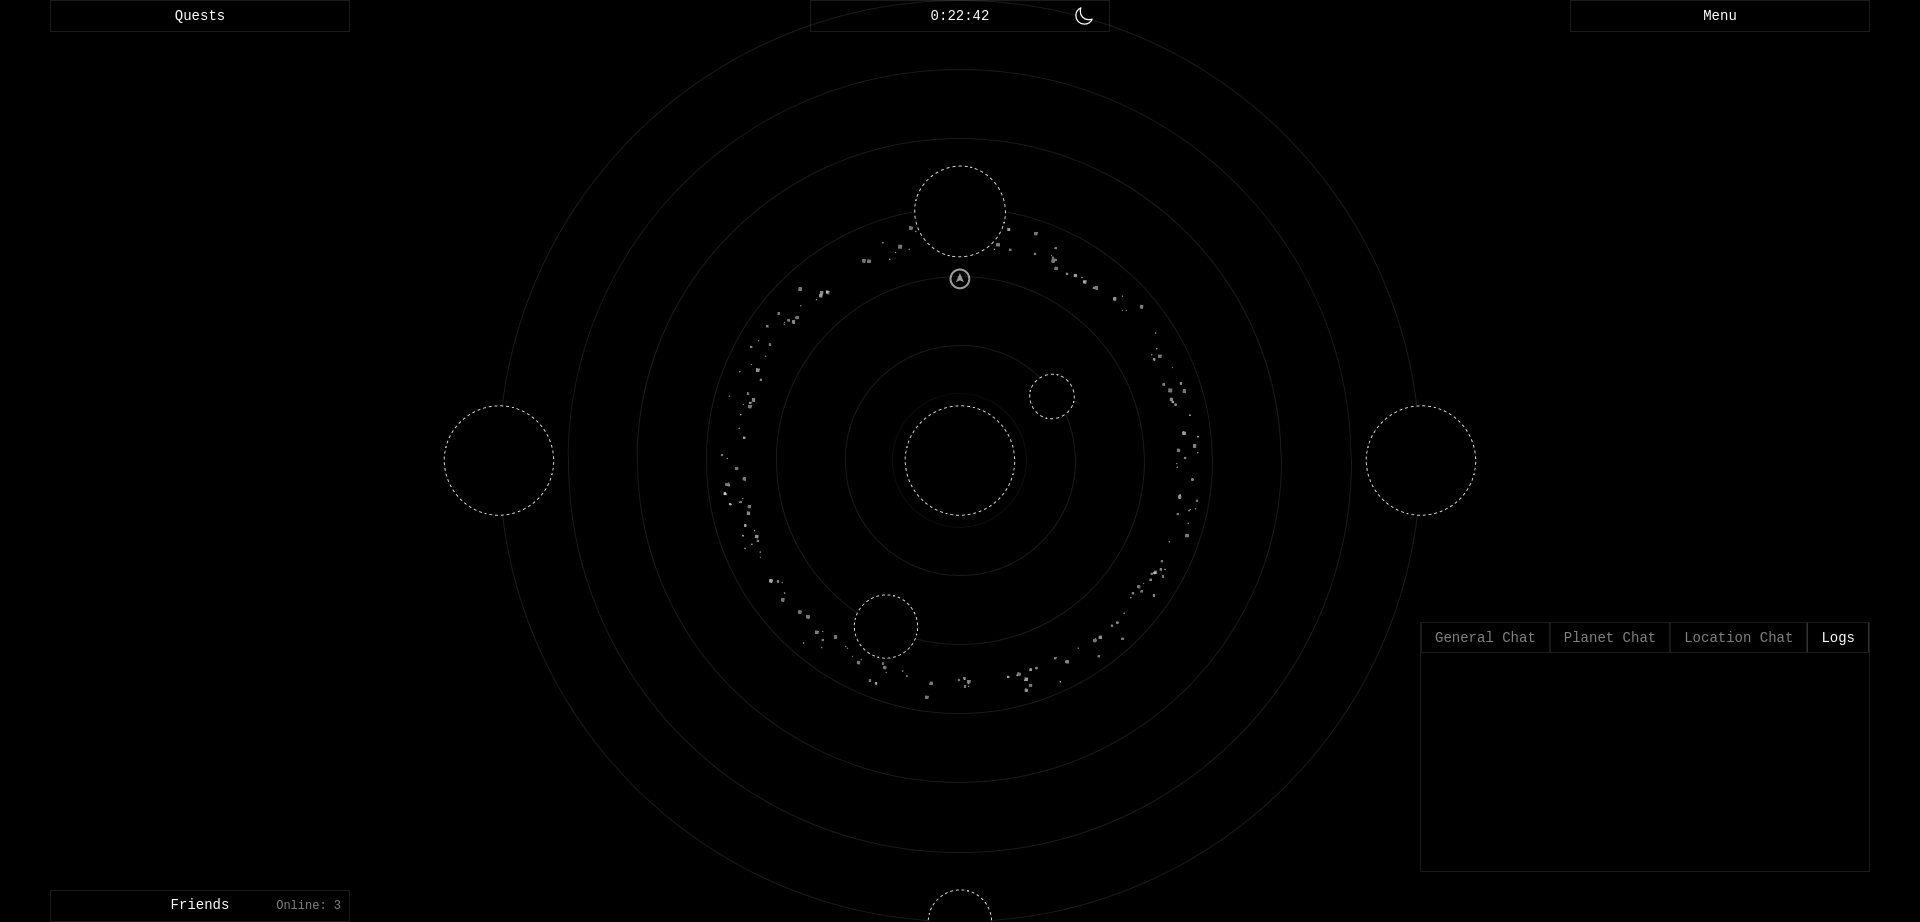 Quests
0:22:42
Menu
General Chat
Planet Chat
Location Chat
Logs
Friends
Online: 3